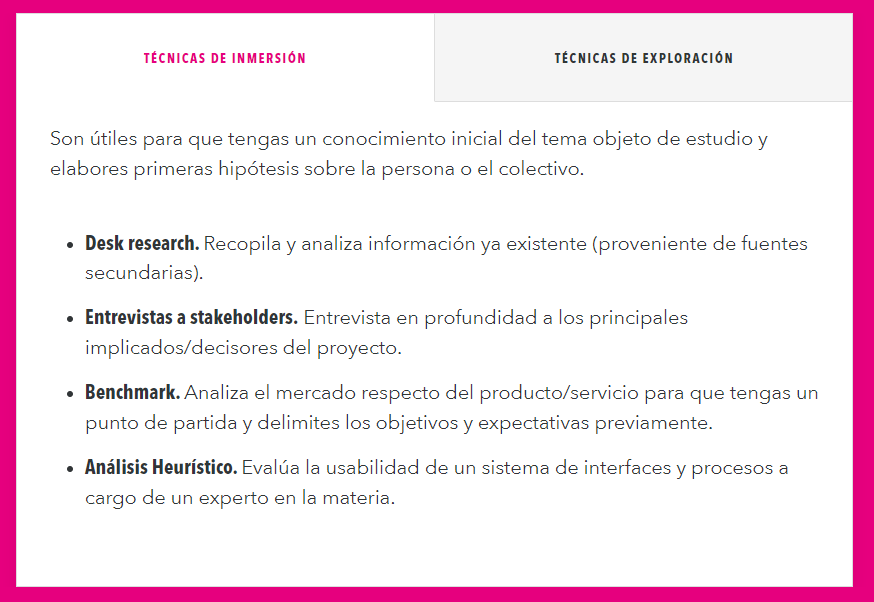 TÉCNICAS DE INMERSIÓN
TÉCNICAS DE EXPLORACIÓN
Son útiles para que tengas un conocimiento inicial del tema objeto de estudio y
elabores primeras hipótesis sobre la persona o el colectivo.
• Desk research. Recopila y analiza información ya existente (proveniente de fuentes
secundarias).
• Entrevistas a stakeholders. Entrevista en profundidad a los principales
implicados/decisores del proyecto.
• Benchmark. Analiza el mercado respecto del producto/servicio para que tengas un
punto de partida y delimites los objetivos y expectativas previamente.
• Análisis Heurístico. Evalúa la usabilidad de un sistema de interfaces y procesos a
cargo de un experto en la materia.